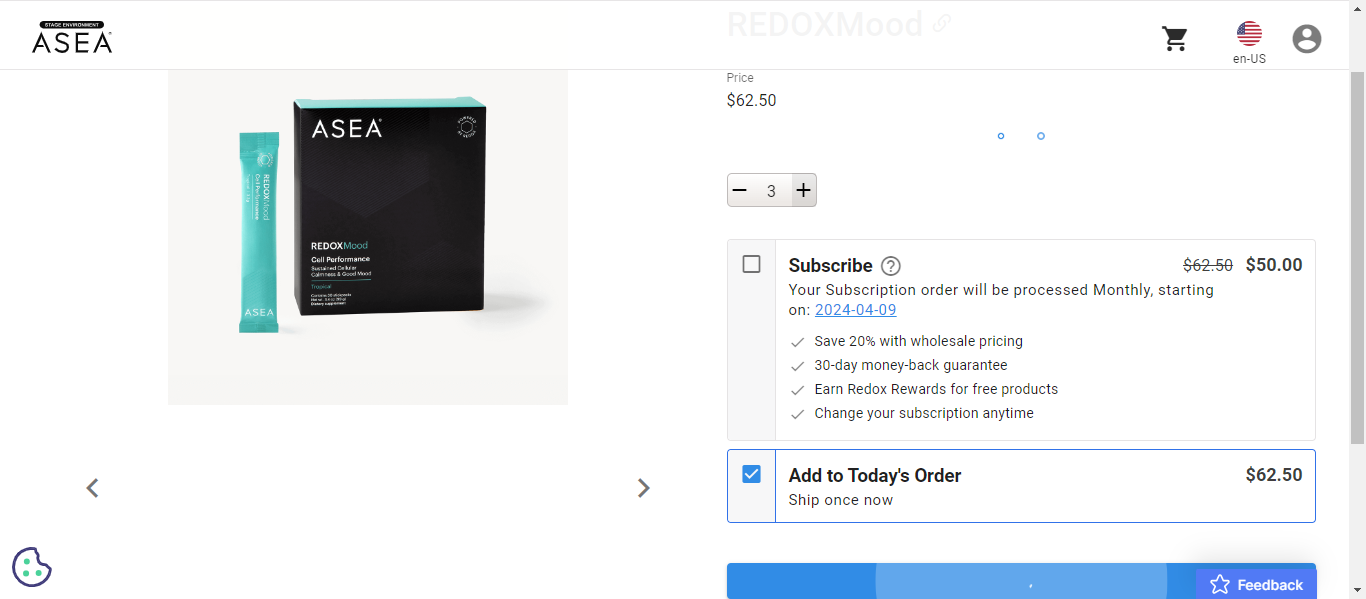 STAGE ENVIRONMENT
ASEA
REDOXMood
en-US
Price
$62.50
ASEA
REDOXMood
Cell Performance
Sustained Cellular
Calmness & Good Mood
Tropical
REDOXMood
Cell Performance
ASEA
3
Subscribe
$62.50 $50.00
Your Subscription order will be processed Monthly, starting
on: 2024-04-09
Save 20% with wholesale pricing
30-day money-back guarantee
Earn Redox Rewards for free products
Change your subscription anytime
Add to Today's Order
$62.50
Ship once now
Feedback